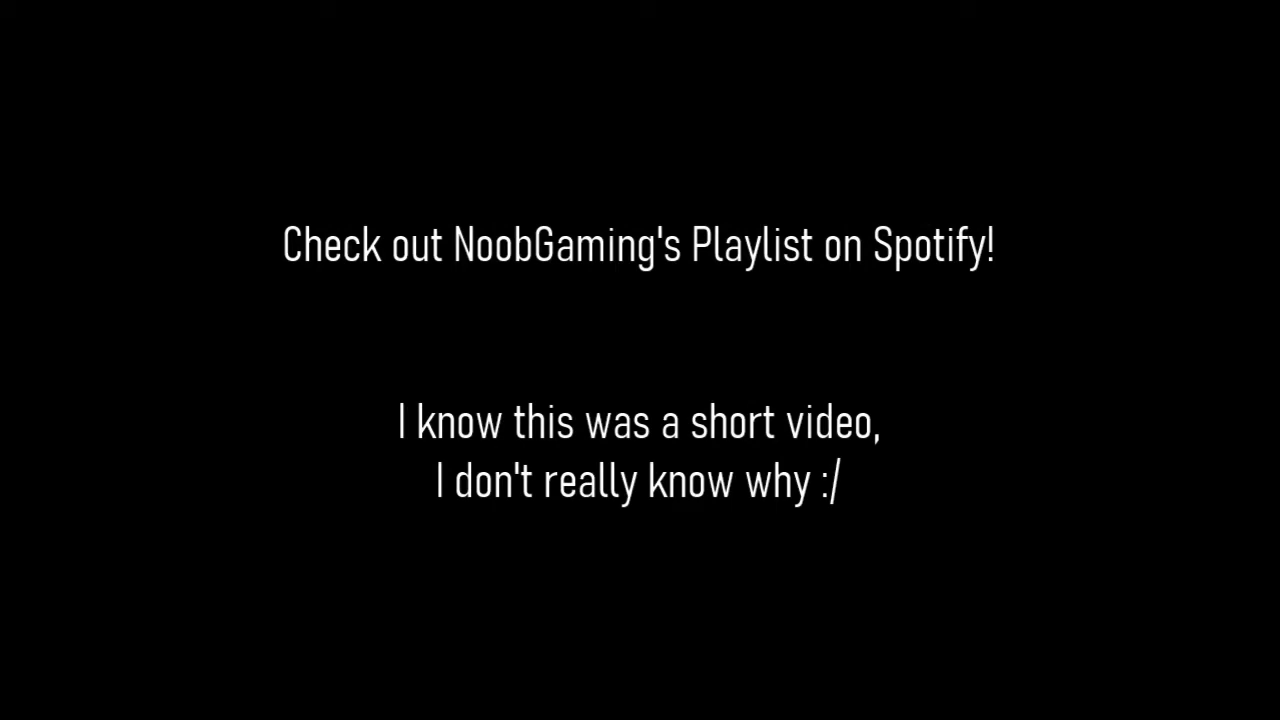 Check out NoobGaming's Playlist on Spotify!
I know this was a short video,
I don't really know why :/